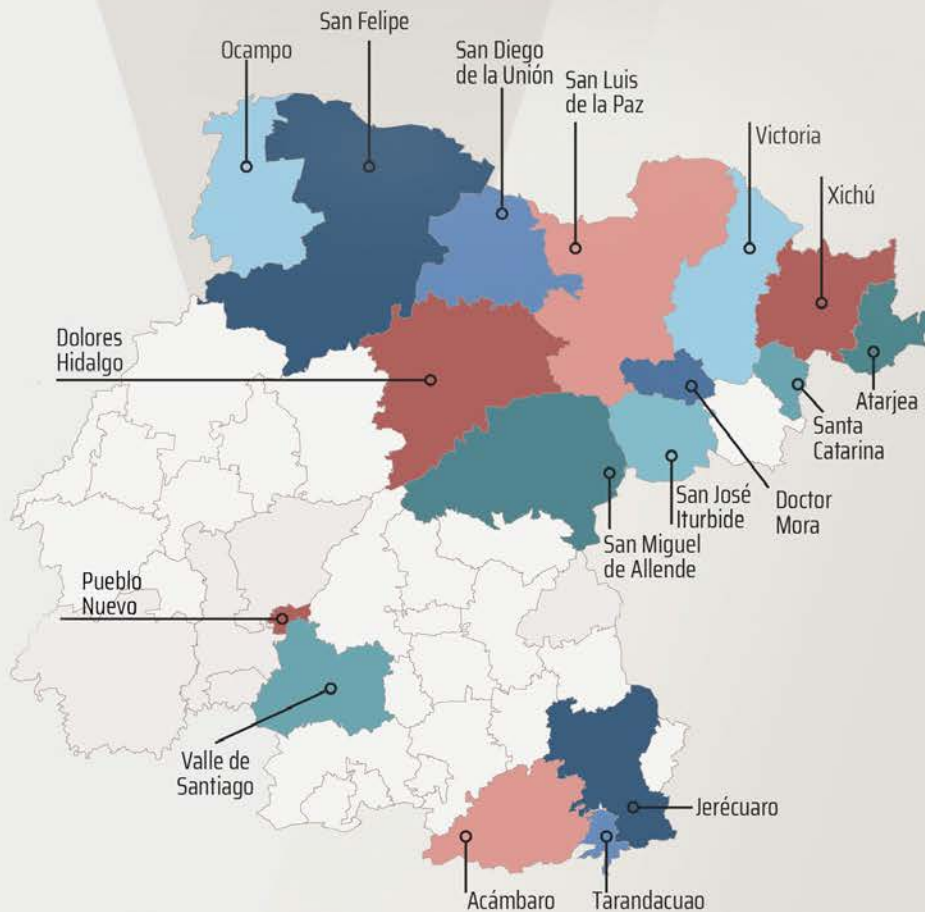 San Felipe
Ocampo
San Diego
de la Unión
San Luis
de la Paz
Victoria
Xichú
Dolores
Hidalgo
Atarjea
Santa
Catarina
San José
Iturbide
Doctor
Mora
San Miguel
de Allende
Pueblo
Nuevo
Valle de
Santiago
Jerécuaro
Acámbaro
Tarandacuao